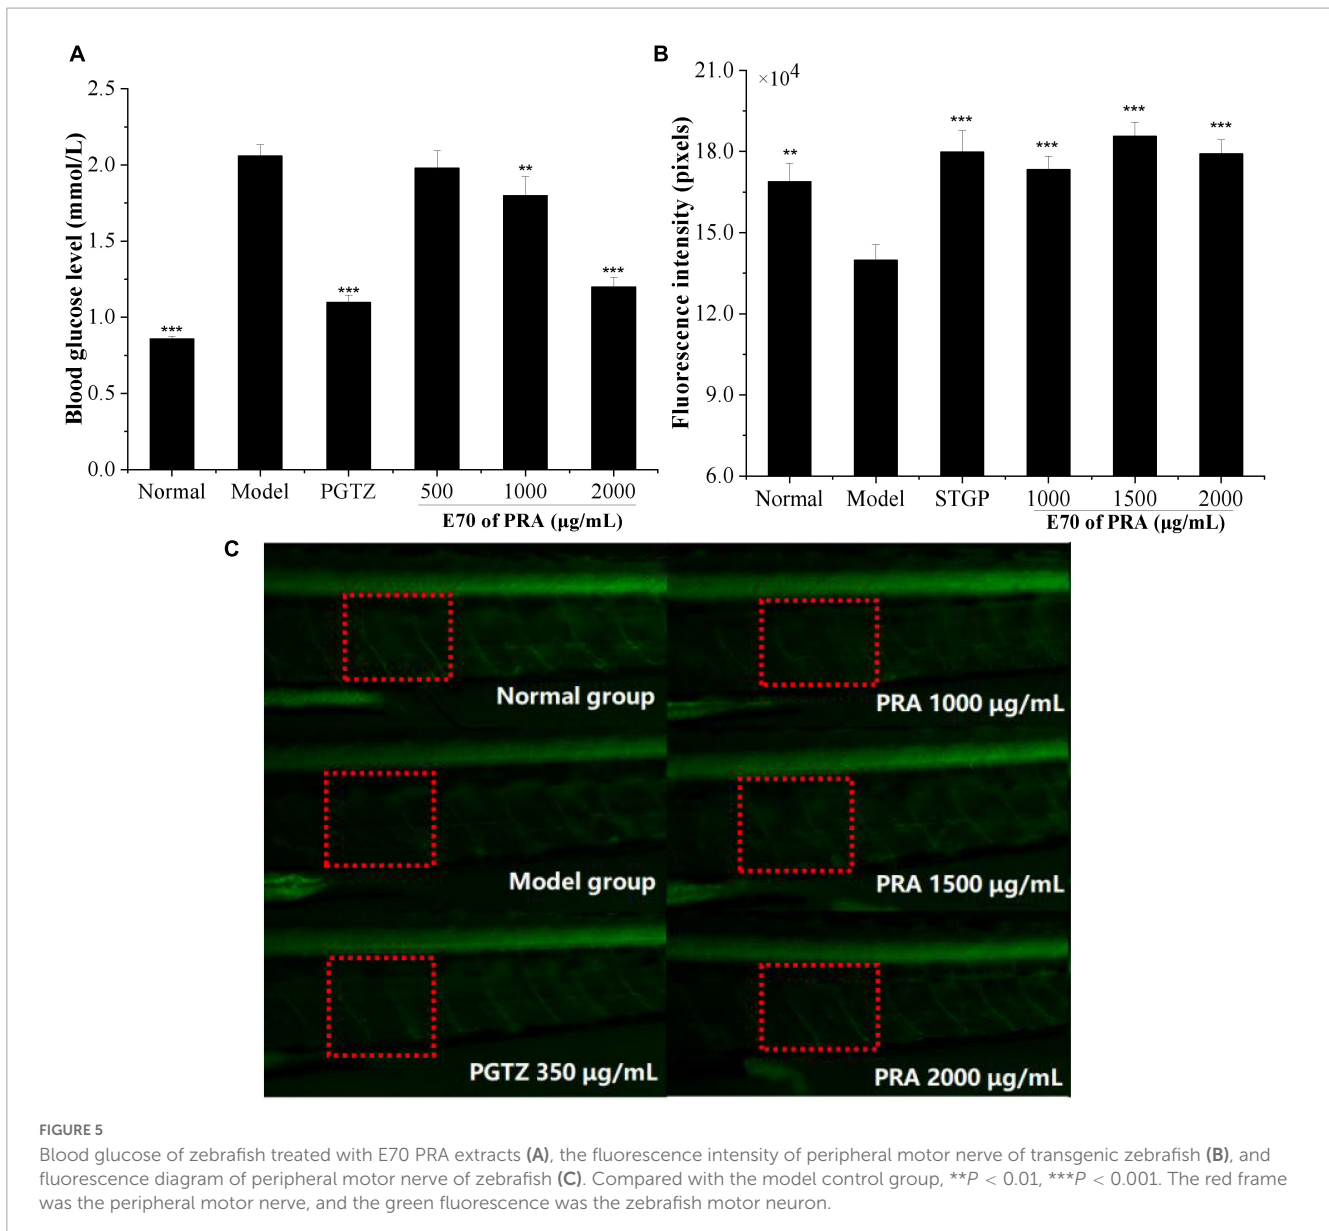 A
Blood glucose level (mmol/L)
2.5
2.0
1.5
1.0
0.5
0.0
***
***
**
***
Normal Model PGTZ 500 1000 2000
E70 of PRA (µg/mL)
B
Fluorescence intensity (pixels)
×10⁴
21.0
18.0
15.0
12.0
9.0
6.0
**
***
***
***
***
Normal Model STGP 1000 1500 2000
E70 of PRA (µg/mL)
C
Normal group
PRA 1000 µg/mL
Model group
PRA 1500 µg/mL
PGTZ 350 µg/mL
PRA 2000 µg/mL
FIGURE 5
Blood glucose of zebrafish treated with E70 PRA extracts (A), the fluorescence intensity of peripheral motor nerve of transgenic zebrafish (B), and
fluorescence diagram of peripheral motor nerve of zebrafish (C). Compared with the model control group, **P < 0.01, ***P < 0.001. The red frame
was the peripheral motor nerve, and the green fluorescence was the zebrafish motor neuron.